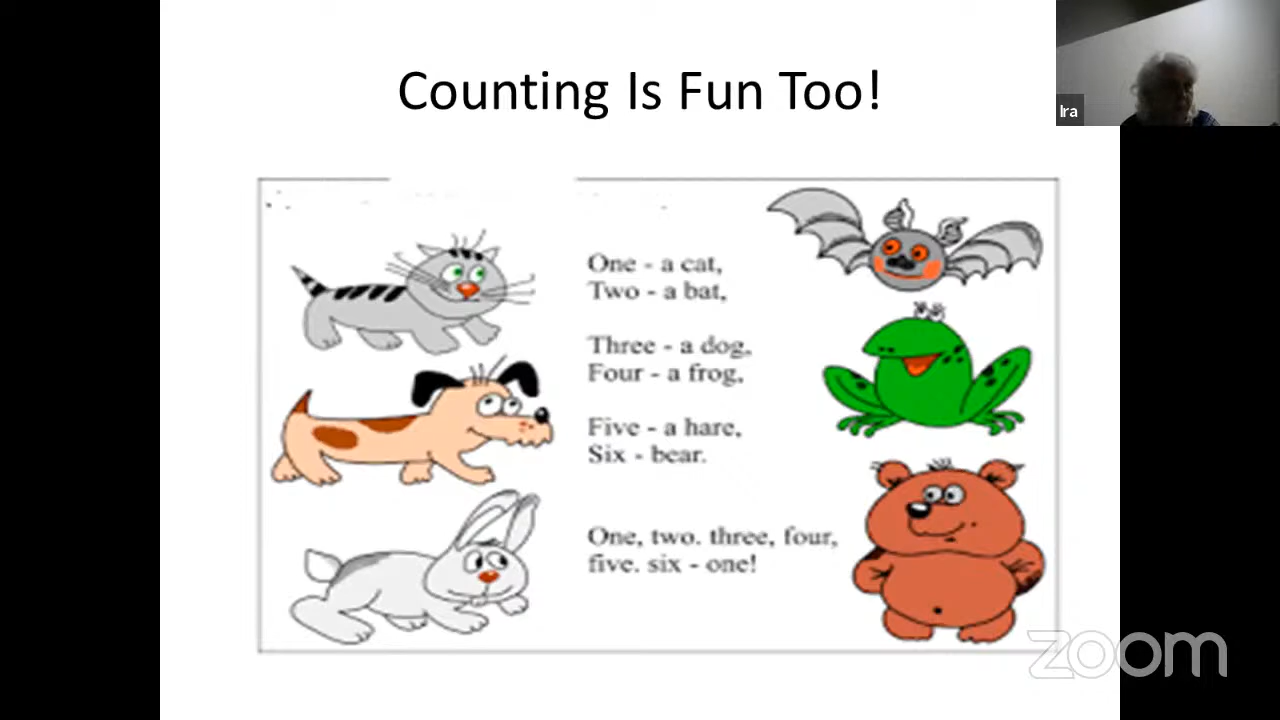 Counting Is Fun Too!
Ira
One - a cat,
Two - a bat,
Three - a dog,
Four - a frog,
Five - a hare,
Six - bear.
One, two. three, four,
five. six - one!
zoom